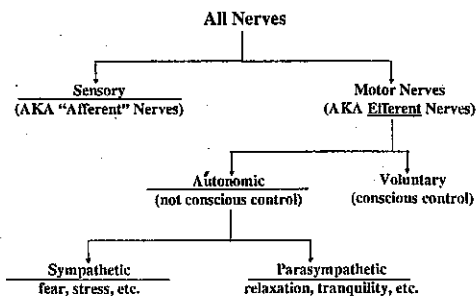 All Nerves
Sensory
(AKA "Afferent" Nerves)
Motor Nerves
(AKA Efferent Nerves)
Autonomic
(not conscious control)
Voluntary
(conscious control)
Sympathetic
fear, stress, etc.
Parasympathetic
relaxation, tranquility, etc.